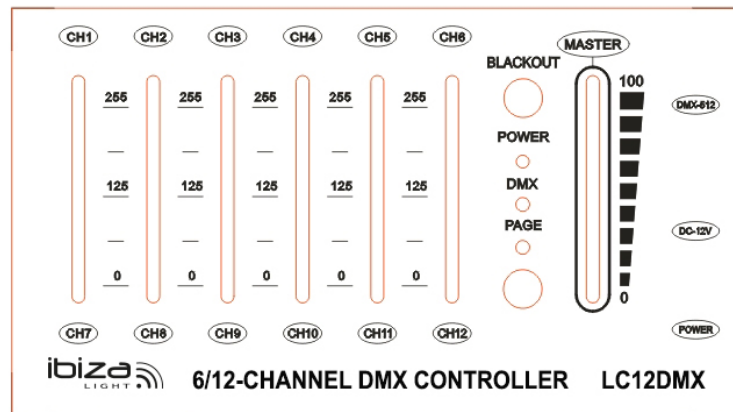 CH1 CH2 CH3 CH4 CH5 CH6
MASTER
BLACKOUT
100
255 255 255 255 255
DMX-512
POWER
125 125 125 125 125
DMX
PAGE
DC-12V
0 0 0 0 0
0
CH7 CH8 CH9 CH10 CH11 CH12
POWER
ibiza
LIGHT
6/12-CHANNEL DMX CONTROLLER LC12DMX